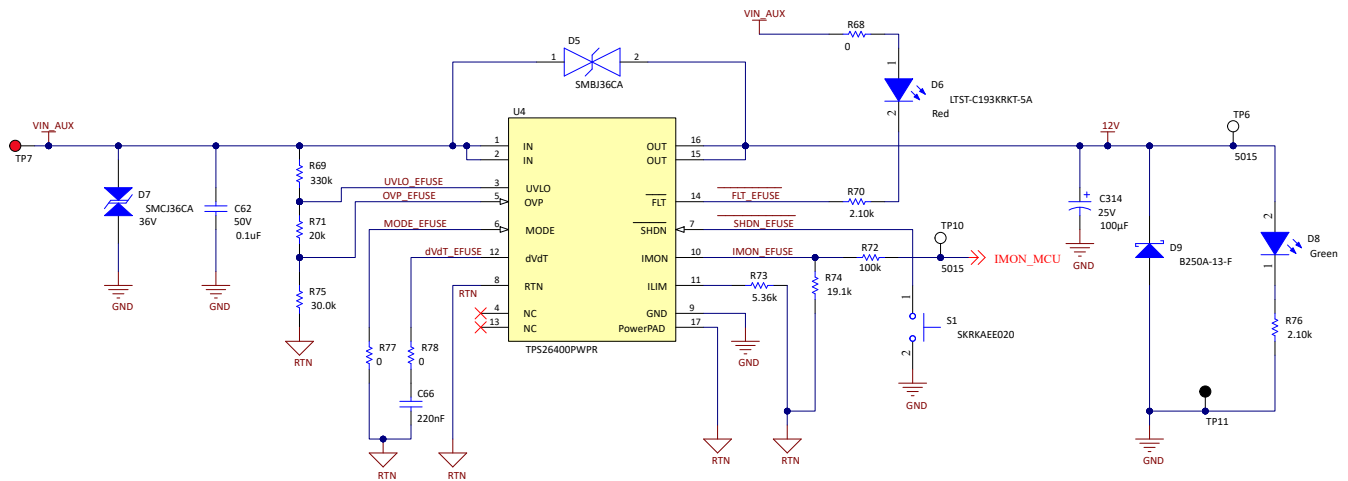 VIN_AUX
R68
0
D5
1
2
SMBJ36CA
1
D6
LTST-C193KRKT-5A
2
Red
U4
VIN_AUX
TP7
1
IN
2
IN
16
OUT
15
OUT
12V
TP6
5015
R69
330k
D7
SMCJ36CA
36V
C62
50V
0.1uF
UVLO_EFUSE
3
UVLO
OVP_EFUSE
5
OVP
14
FLT
FLT_EFUSE
R70
2.10k
C314
25V
100µF
+
GND
R71
20k
MODE_EFUSE
6
MODE
7
SHDN
SHDN_EFUSE
TP10
5015
2
D8
Green
1
D9
B250A-13-F
dVdT_EFUSE
12
dVdT
10
IMON
IMON_EFUSE
R72
100k
IMON_MCU
GND
GND
R75
30.0k
RTN
8
RTN
11
ILIM
R73
5.36k
R74
19.1k
1
S1
SKRKAEE020
2
GND
4
NC
13
NC
9
GND
17
PowerPAD
GND
TPS26400PWPR
R76
2.10k
RTN
R77
0
R78
0
C66
220nF
TP11
RTN
RTN
RTN
RTN
GND